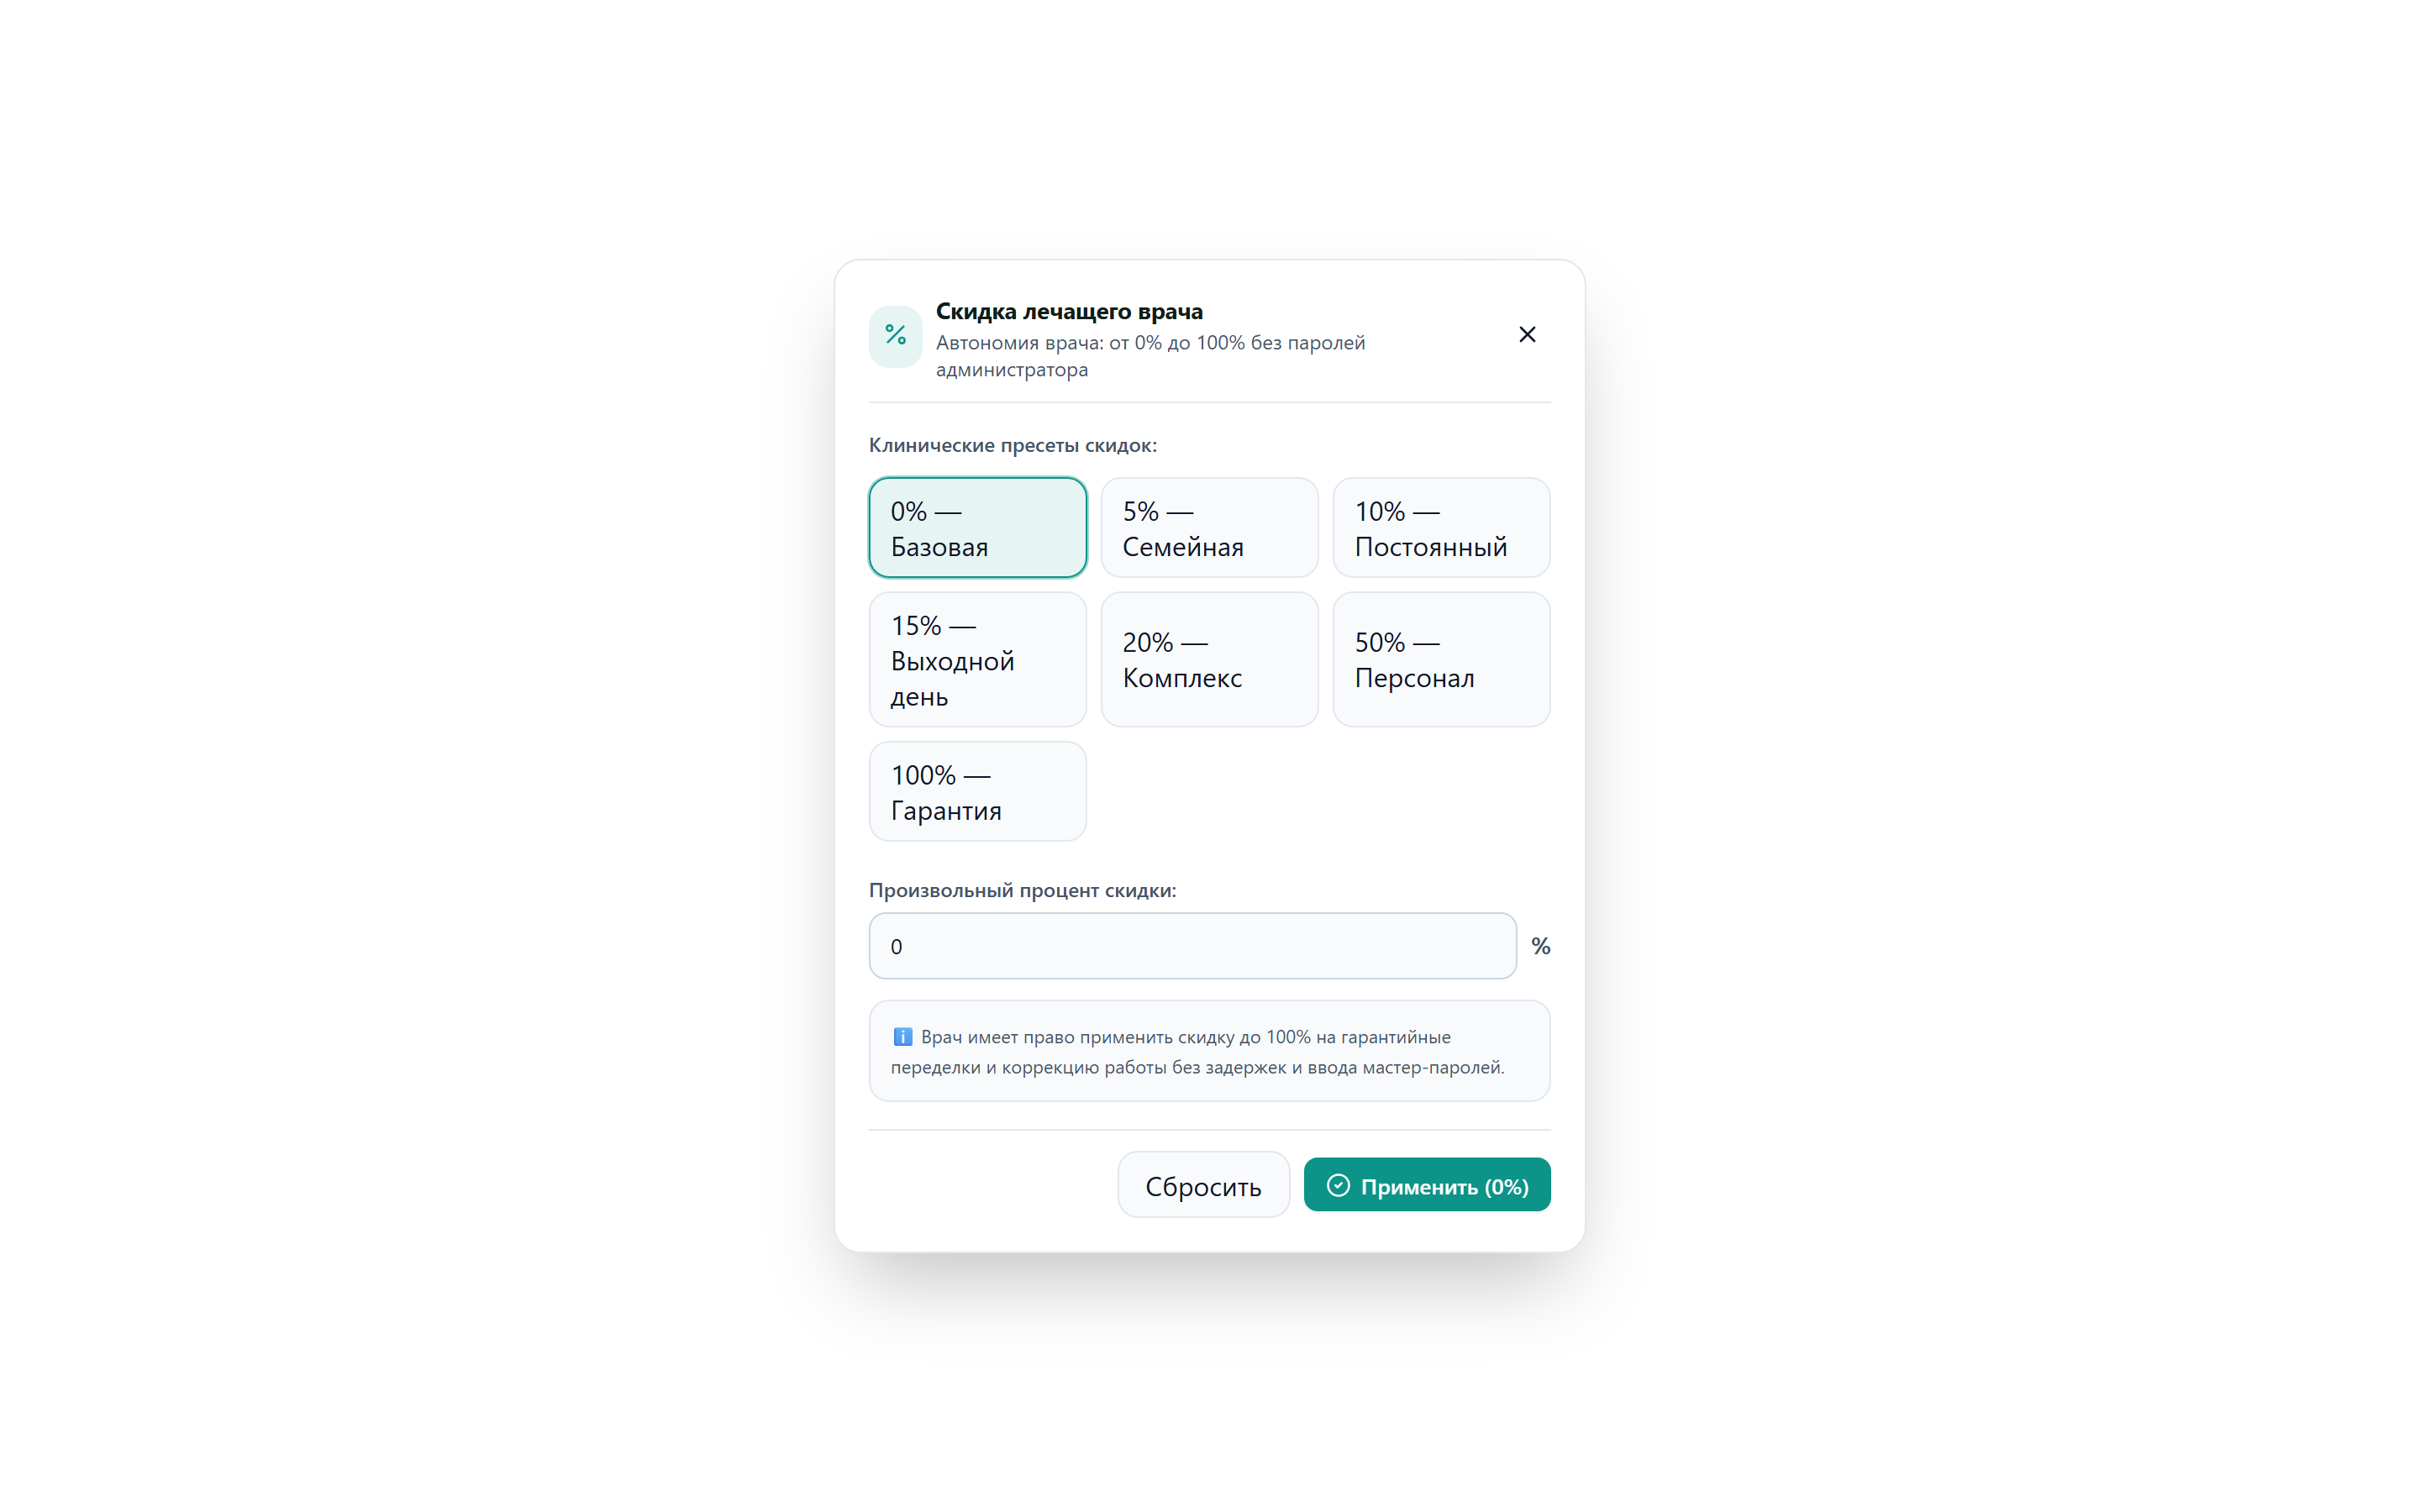 Скидка лечащего врача
Автономия врача: от 0% до 100% без паролей
администратора
Клинические пресеты скидок:
0% —
Базовая
5% —
Семейная
10% —
Постоянный
15% —
Выходной
день
20% —
Комплекс
50% —
Персонал
100% —
Гарантия
Произвольный процент скидки:
0
%
ℹ️ Врач имеет право применить скидку до 100% на гарантийные
переделки и коррекцию работы без задержек и ввода мастер-паролей.
Сбросить
Применить (0%)